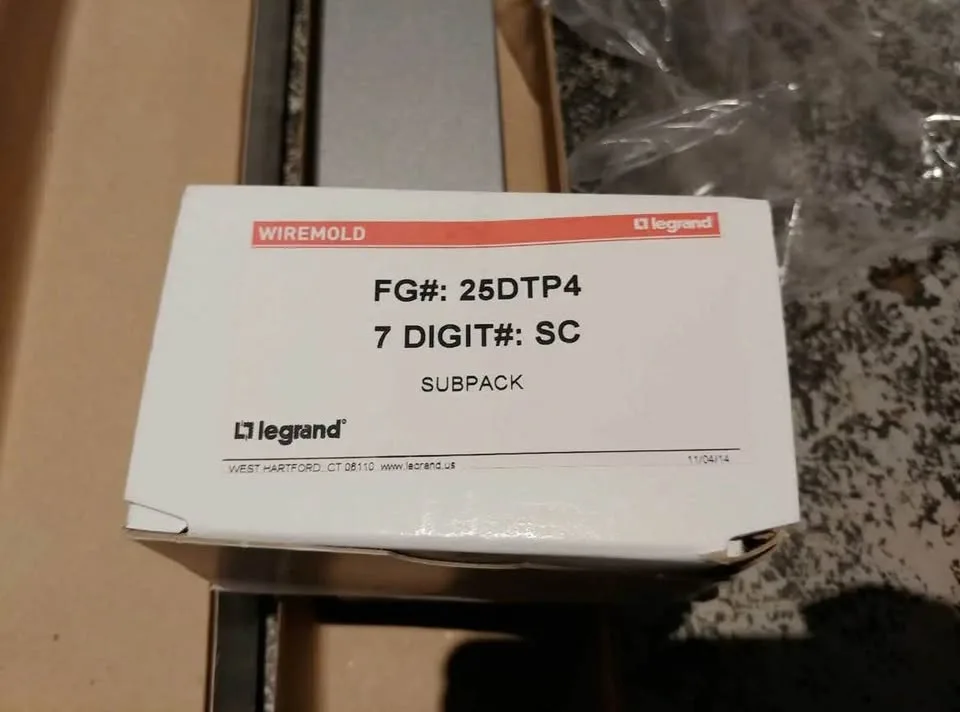 WIREMOLD legrand
FG#: 25DTP4
7 DIGIT#: SC
SUBPACK
legrand®
WEST HARTFORD, CT 06110 www.legrand.us 11/04/14